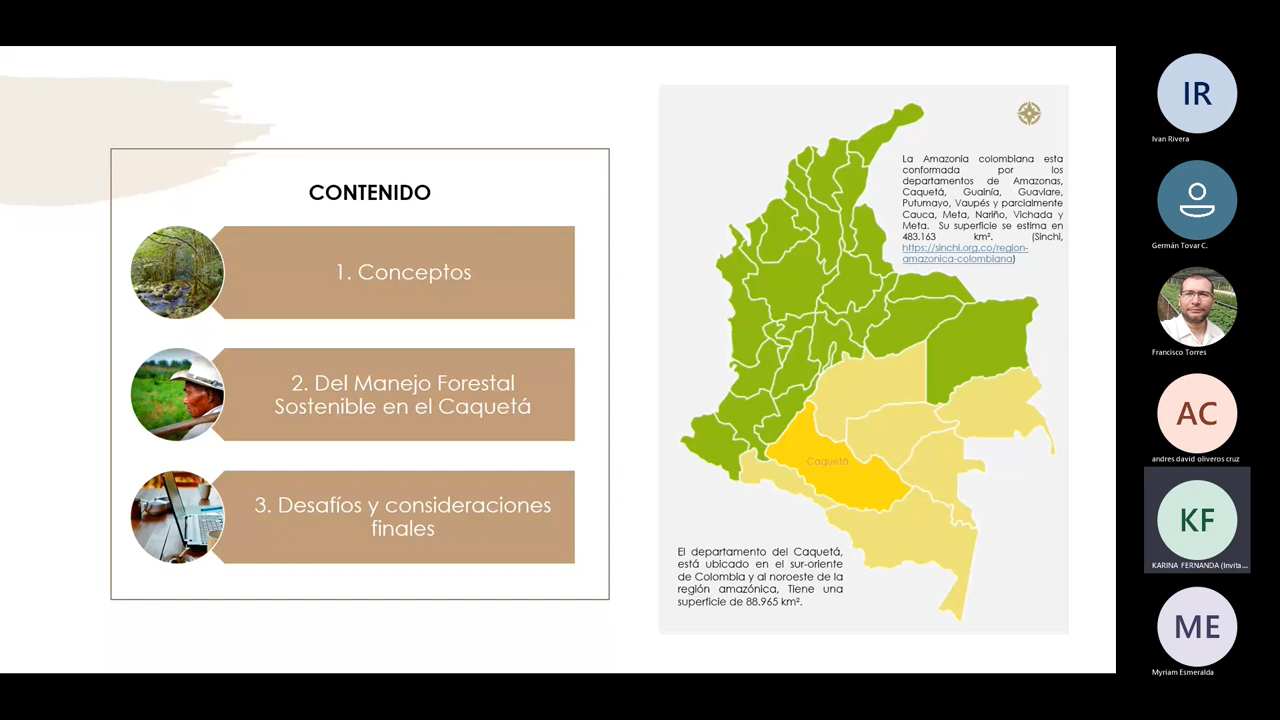 CONTENIDO
1. Conceptos
2. Del Manejo Forestal
Sostenible en el Caquetá
3. Desafíos y consideraciones
finales
La Amazonia colombiana esta
conformada por los
departamentos de Amazonas,
Caquetá, Guainía, Guaviare,
Putumayo, Vaupés y parcialmente
Cauca, Meta, Nariño, Vichada y
Meta. Su superficie se estima en
483.163 km². (Sinchi,
https://sinchi.org.co/region-
amazonica-colombiana)
Caquetá
El departamento del Caquetá,
está ubicado en el sur-oriente
de Colombia y al noroeste de la
región amazónica, Tiene una
superficie de 88.965 km².
IR
Ivan Rivera
Germán Tovar C.
Francisco Torres
AC
andres david oliveros cruz
KF
KARINA FERNANDA (Invita...
ME
Myriam Esmeralda